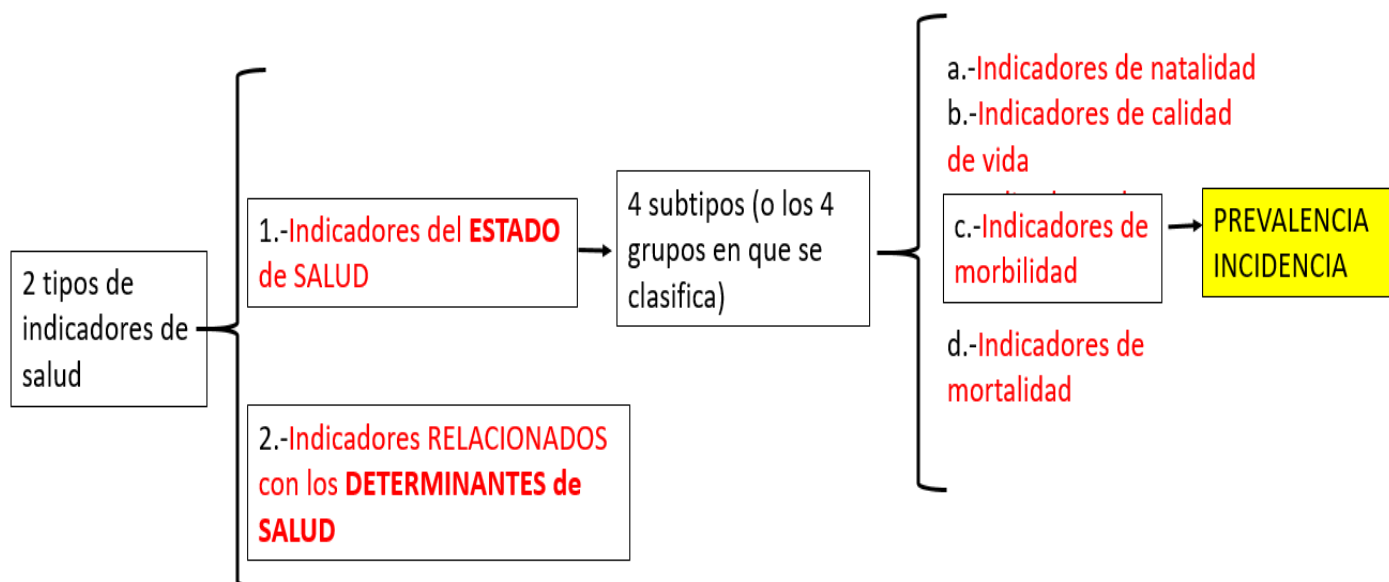 2 tipos de
indicadores de
salud
1.-Indicadores del ESTADO
de SALUD
2.-Indicadores RELACIONADOS
con los DETERMINANTES de
SALUD
4 subtipos (o los 4
grupos en que se
clasifica)
a.-Indicadores de natalidad
b.-Indicadores de calidad
de vida
c.-Indicadores de
morbilidad
d.-Indicadores de
mortalidad
PREVALENCIA
INCIDENCIA